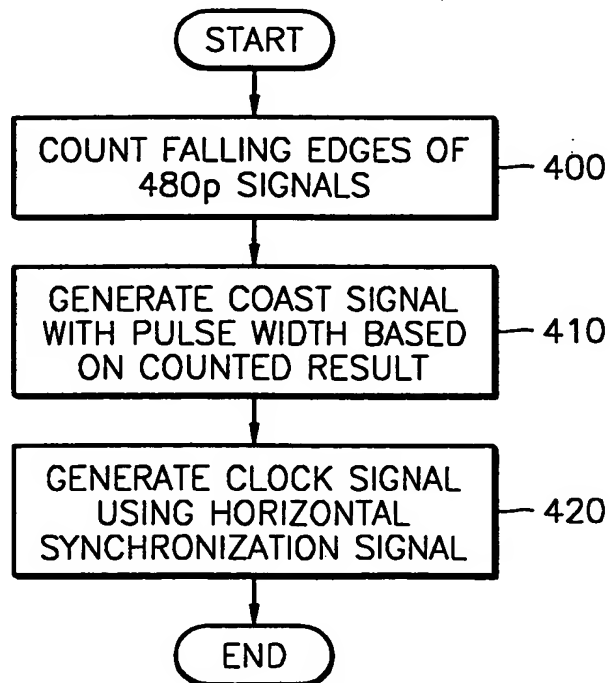 START
COUNT FALLING EDGES OF
480p SIGNALS
400
GENERATE COAST SIGNAL
WITH PULSE WIDTH BASED
ON COUNTED RESULT
410
GENERATE CLOCK SIGNAL
USING HORIZONTAL
SYNCHRONIZATION SIGNAL
420
END